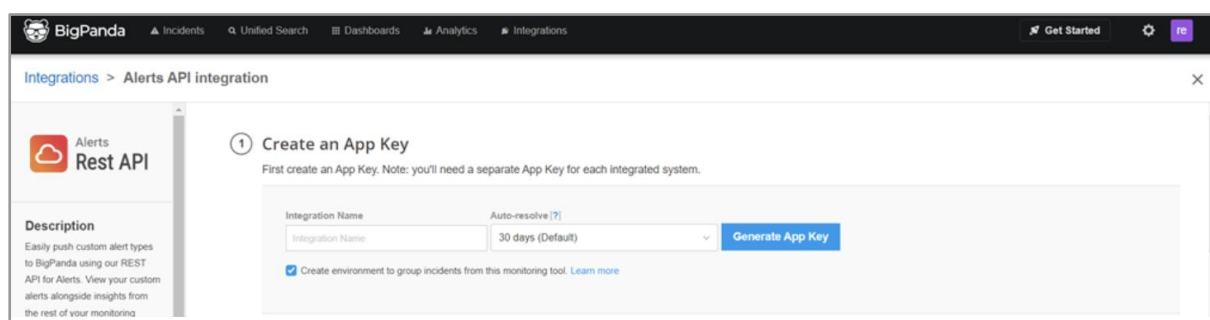 BigPanda Incidents Unified Search Dashboards Analytics Integrations Get Started re
Integrations > Alerts API integration
Alerts
Rest API
Description
Easily push custom alert types
to BigPanda using our REST
API for Alerts. View your custom
alerts alongside insights from
the rest of your monitoring
1 Create an App Key
First create an App Key. Note: you'll need a separate App Key for each integrated system.
Integration Name Auto-resolve [?]
Integration Name 30 days (Default) Generate App Key
Create environment to group incidents from this monitoring tool. Learn more